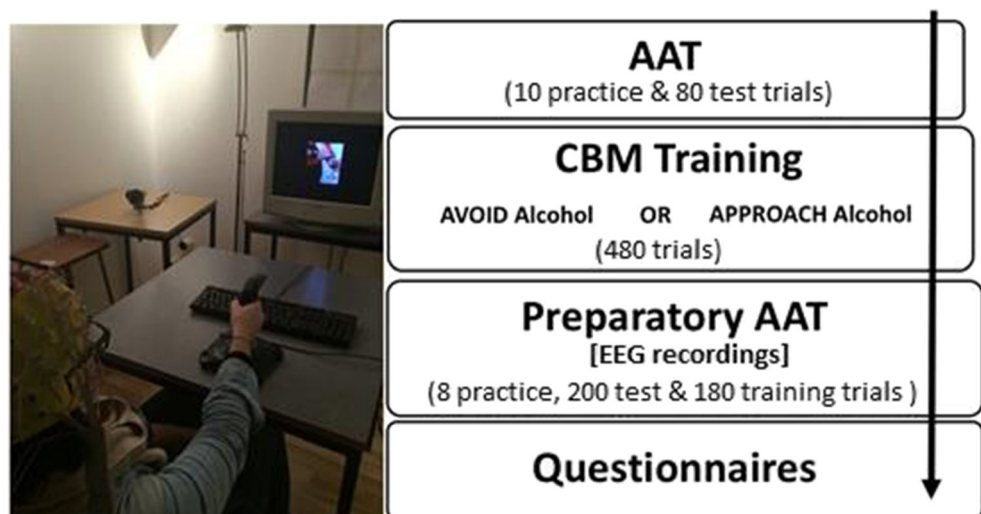 AAT
(10 practice & 80 test trials)
CBM Training
AVOID Alcohol OR APPROACH Alcohol
(480 trials)
Preparatory AAT
[EEG recordings]
(8 practice, 200 test & 180 training trials )
Questionnaires